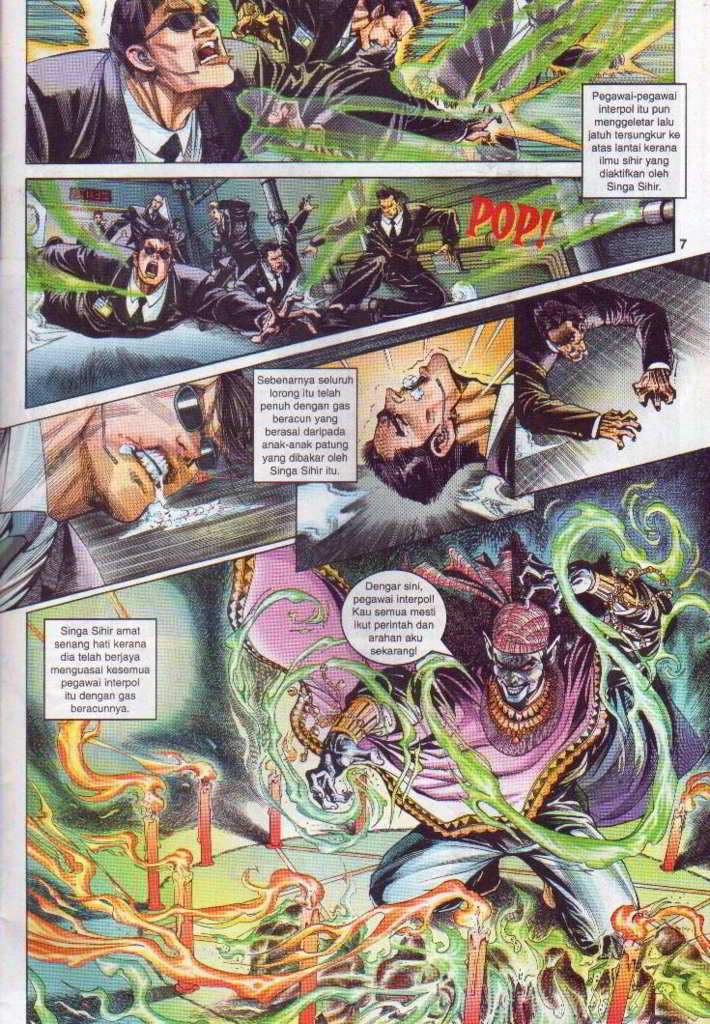 Pegawai-pegawai
interpol itu pun
menggeletar lalu
jatuh tersungkur ke
atas lantai kerana
ilmu sihir yang
diaktifkan oleh
Singa Sihir.
POP!
7
Sebenarnya seluruh
lorong itu telah
penuh dengan gas
beracun yang
berasal daripada
anak-anak patung
yang dibakar oleh
Singa Sihir itu.
Dengar sini,
pegawai interpol!
Kau semua mesti
ikut perintah dan
arahan aku
sekarang!
Singa Sihir amat
senang hati kerana
dia telah berjaya
menguasai kesemua
pegawai interpol
itu dengan gas
beracunnya.